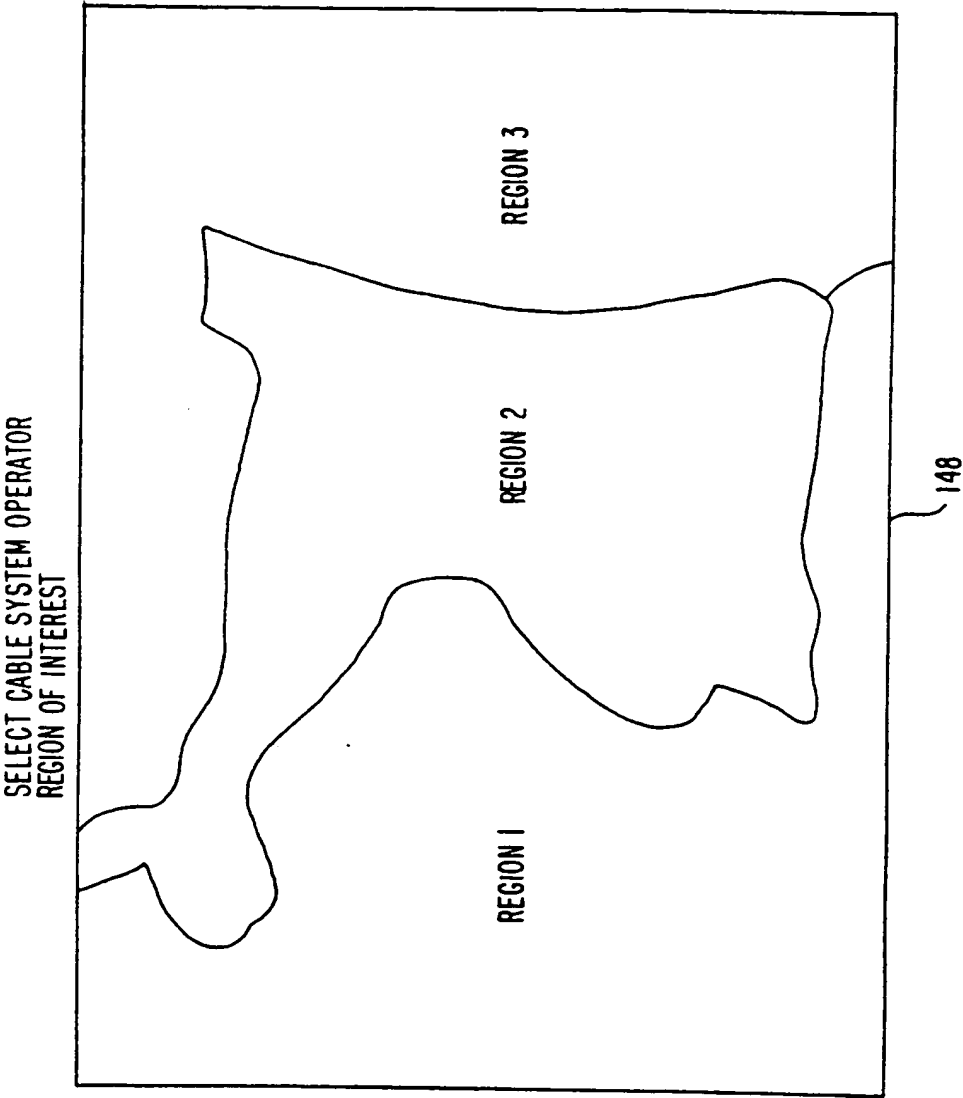 SELECT CABLE SYSTEM OPERATOR
REGION OF INTEREST
REGION 1
REGION 2
REGION 3
148